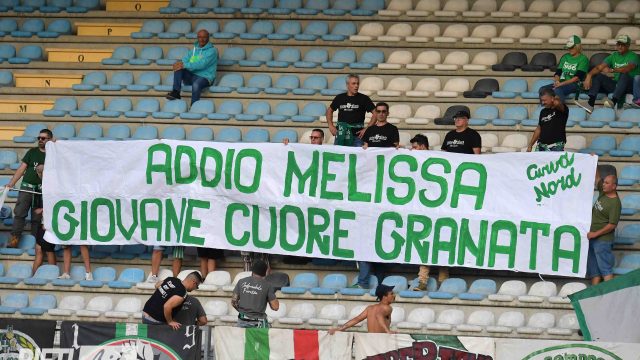 O
N
M
ADDIO MELISSA
GIOVANE CUORE GRANATA
Curva
Nord